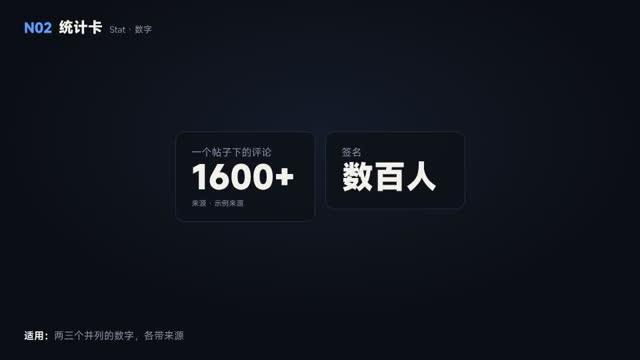 N02 统计卡 Stat · 数字
一个帖子下的评论
1600+
来源 · 示例来源
签名
数百人
适用：两三个并列的数字，各带来源